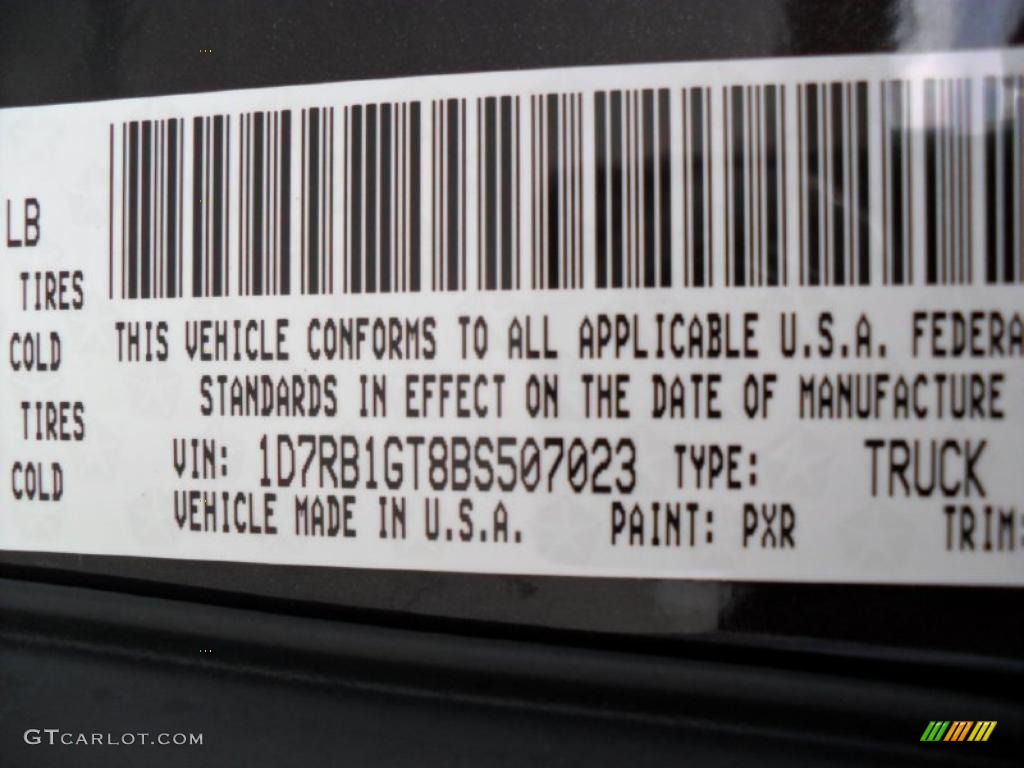 LB
TIRES
COLD
TIRES
COLD
THIS VEHICLE CONFORMS TO ALL APPLICABLE U.S.A. FEDERA
STANDARDS IN EFFECT ON THE DATE OF MANUFACTURE
VIN: 1D7RB1GT8BS507023 TYPE: TRUCK
VEHICLE MADE IN U.S.A. PAINT: PXR TRIM:
GTCARLOT.COM